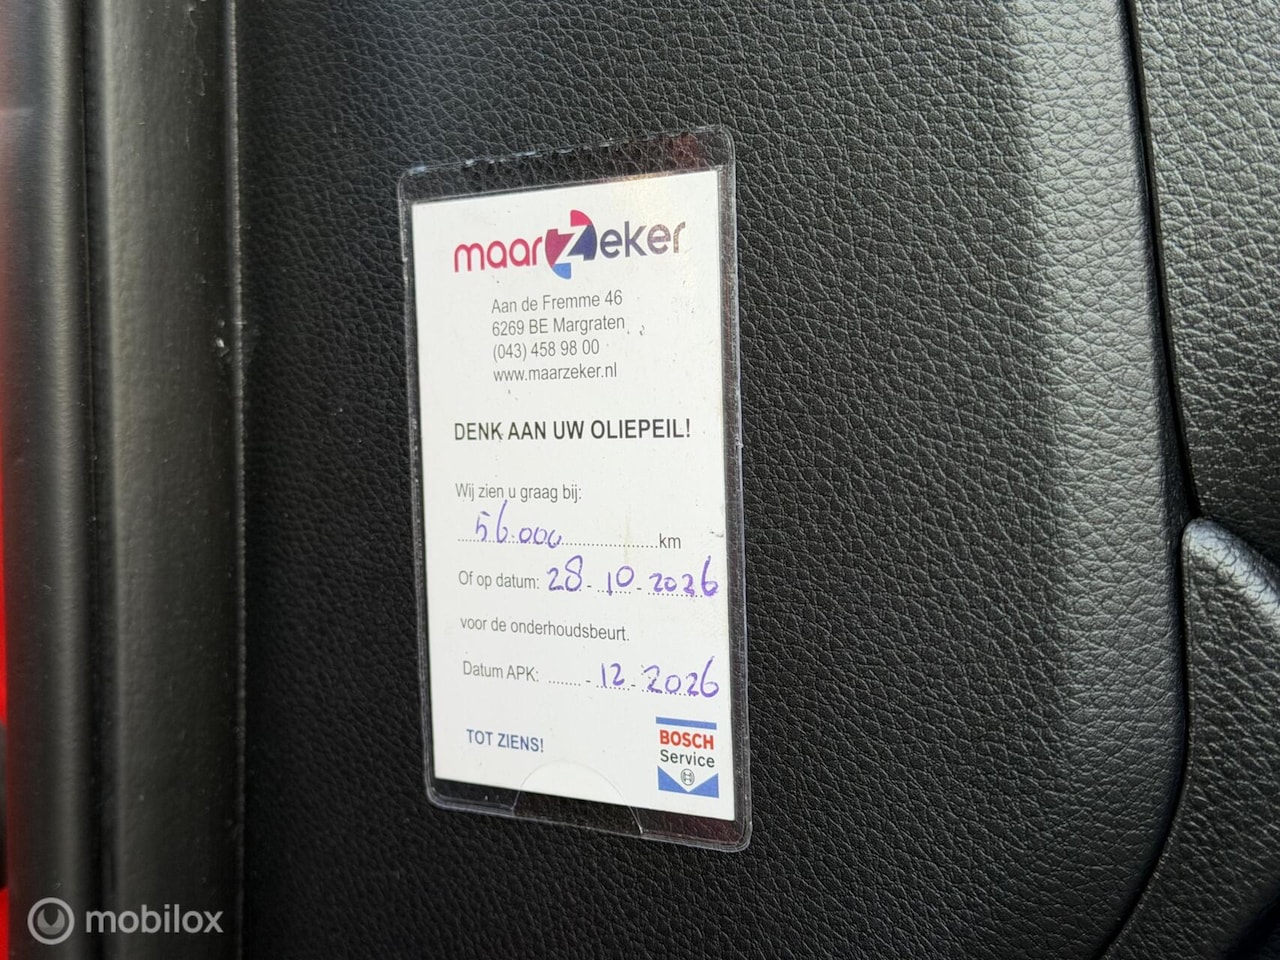 maarzeker
Aan de Fremme 46
6269 BE Margraten
(043) 458 98 00
www.maarzeker.nl
DENK AAN UW OLIEPEIL!
Wij zien u graag bij:
56.000 km
Of op datum: 28 - 10 - 2026
voor de onderhoudsbeurt.
Datum APK: ........ - 12 - 2026
TOT ZIENS!
BOSCH
Service
mobilox